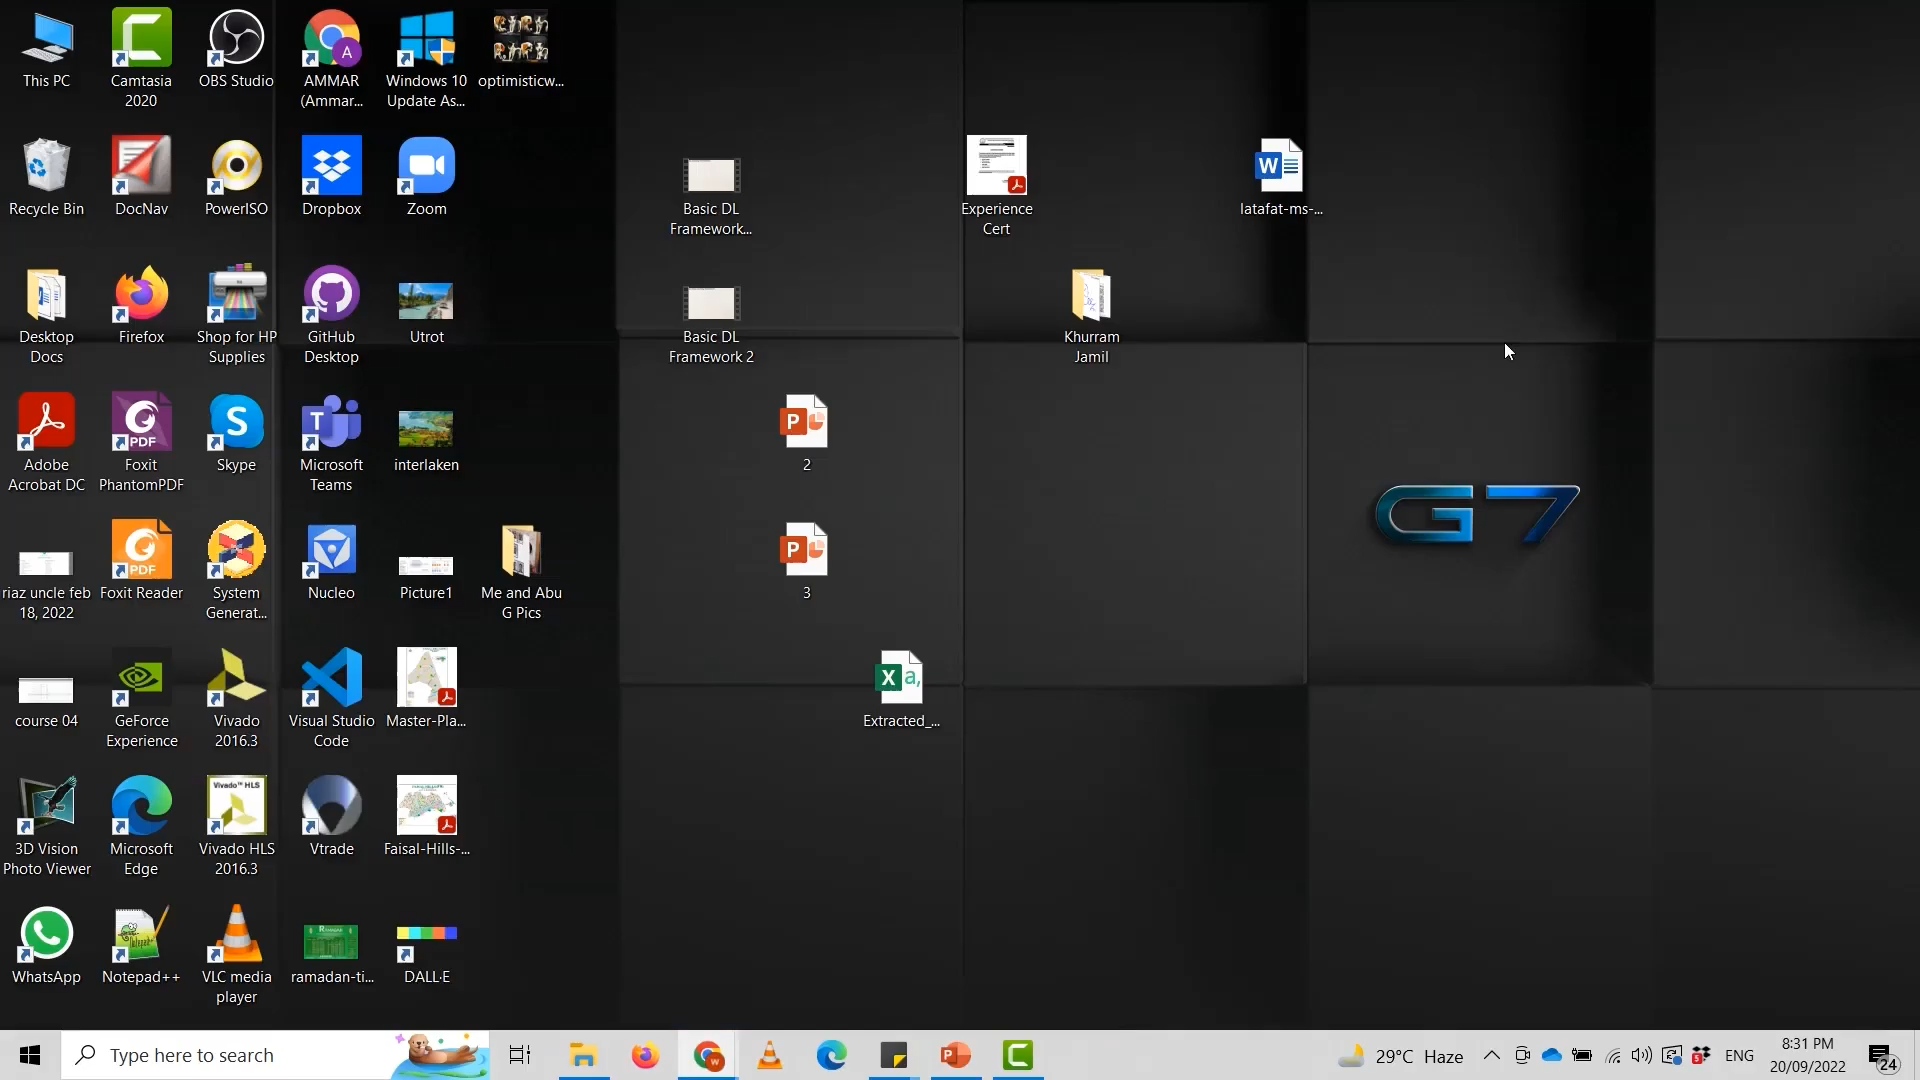 This PC
Camtasia
2020
OBS Studio
AMMAR
(Ammar...
Windows 10
Update As...
optimisticw...
Recycle Bin
DocNav
PowerISO
Dropbox
Zoom
Basic DL
Framework...
Experience
Cert
latafat-ms-...
Desktop
Docs
Firefox
Shop for HP
Supplies
GitHub
Desktop
Utrot
Basic DL
Framework 2
Khurram
Jamil
Adobe
Acrobat DC
PDF
Foxit
PhantomPDF
Skype
Microsoft
Teams
interlaken
2
riaz uncle feb
18, 2022
PDF
Foxit Reader
System
Generat...
Nucleo
Picture1
Me and Abu
G Pics
3
G7
course 04
GeForce
Experience
Vivado
2016.3
Visual Studio
Code
Master-Pla...
Extracted_...
3D Vision
Photo Viewer
Microsoft
Edge
Vivado HLS
Vivado HLS
2016.3
Vtrade
Faisal-Hills-...
WhatsApp
Notepad++
VLC media
player
ramadan-ti...
DALL·E
Type here to search
29°C Haze
ENG
8:31 PM
20/09/2022
24